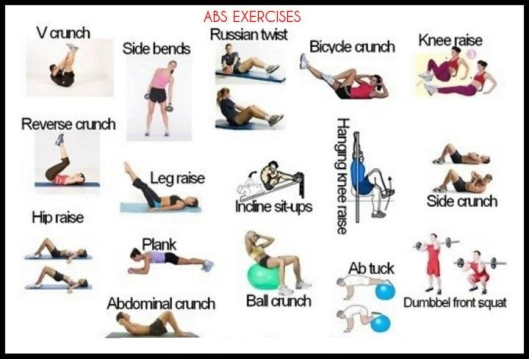 ABS EXERCISES
V crunch
Side bends
Russian twist
Bicycle crunch
Knee raise
Reverse crunch
Leg raise
Incline sit-ups
Hanging knee raise
Side crunch
Hip raise
Plank
Ball crunch
Ab tuck
Dumbbel front squat
Abdominal crunch